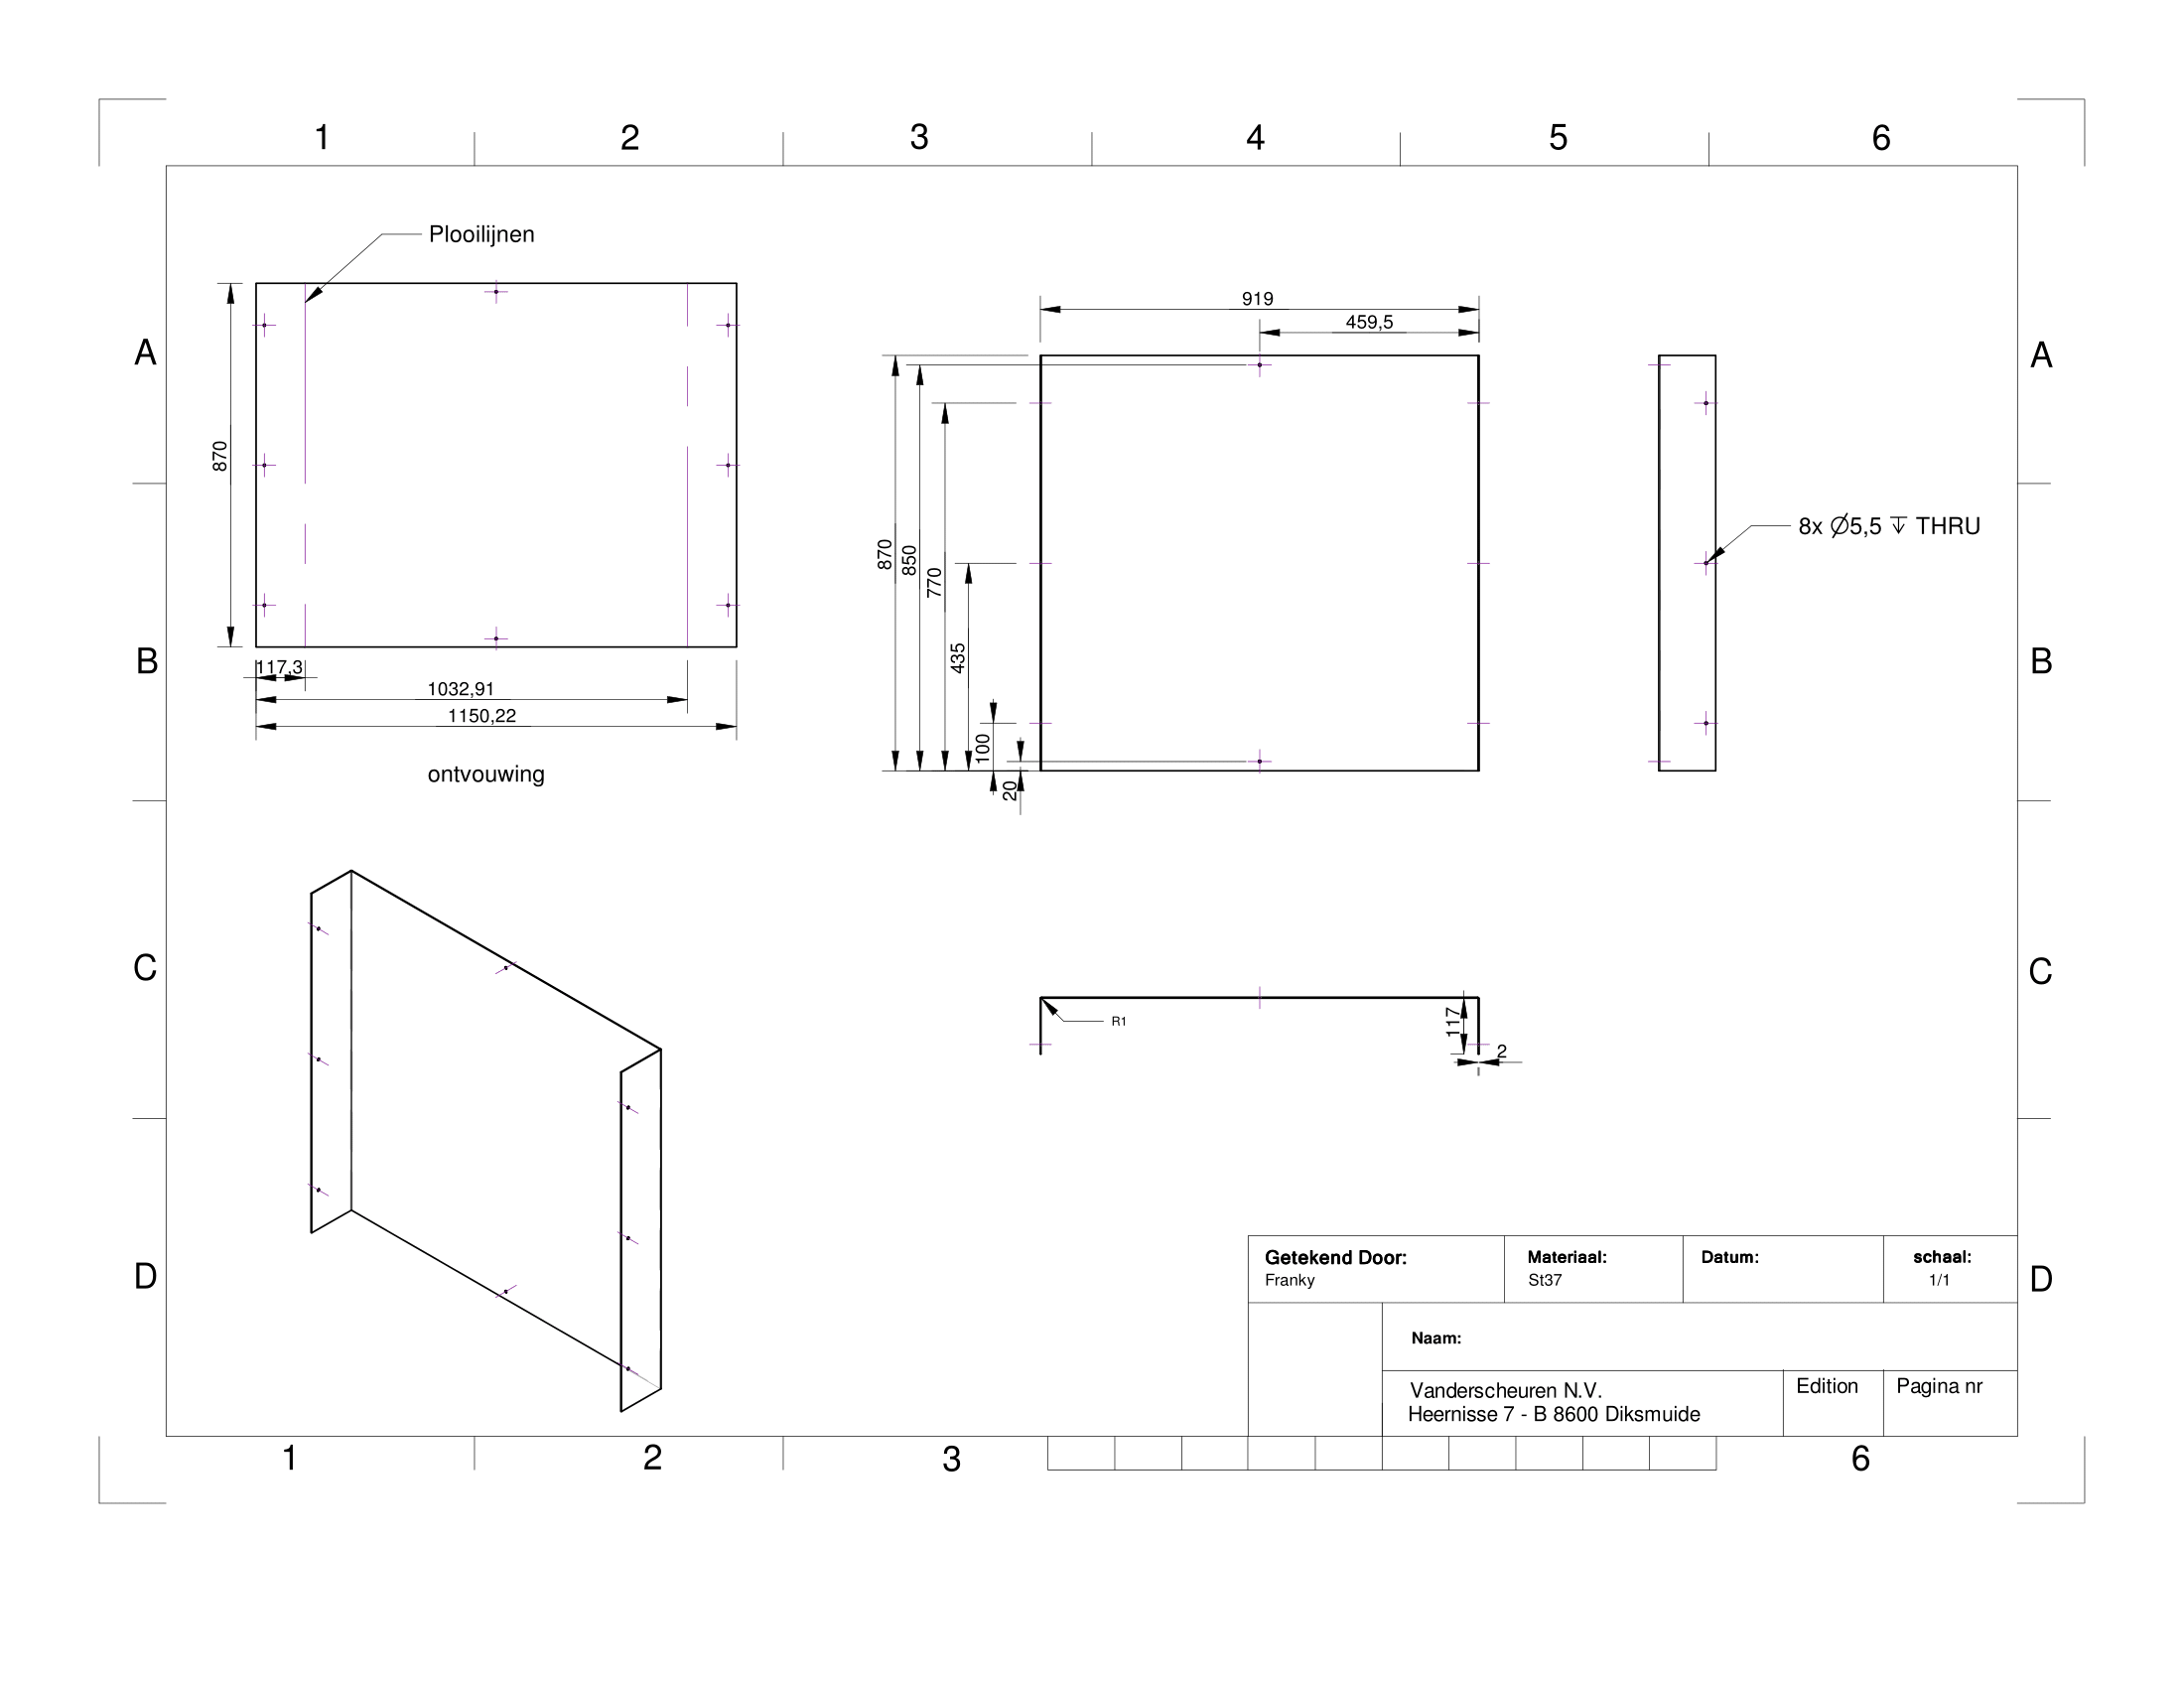 1 2 3 4 5 6
A A
B B
C C
D D
1 2 3 6
Plooilijnen
870
117,3
1032,91
1150,22
ontvouwing
919
459,5
870
850
770
435
100
20
8x Ø5,5 ↧ THRU
R1
117
2
Getekend Door:
Franky
Materiaal:
St37
Datum:
schaal:
1/1
Naam:
Vanderscheuren N.V.
Heernisse 7 - B 8600 Diksmuide
Edition
Pagina nr